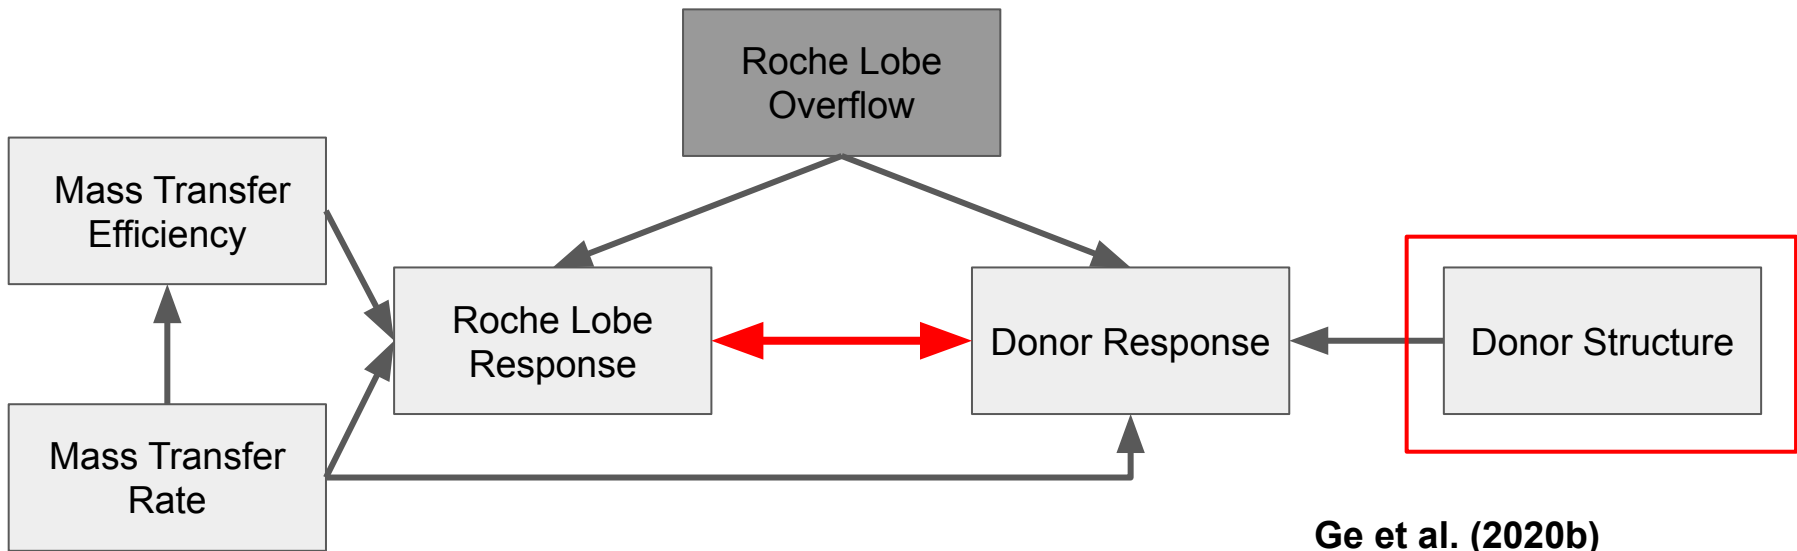 Roche Lobe
Overflow
Mass Transfer
Efficiency
Roche Lobe
Response
Donor Response
Donor Structure
Mass Transfer
Rate
Ge et al. (2020b)